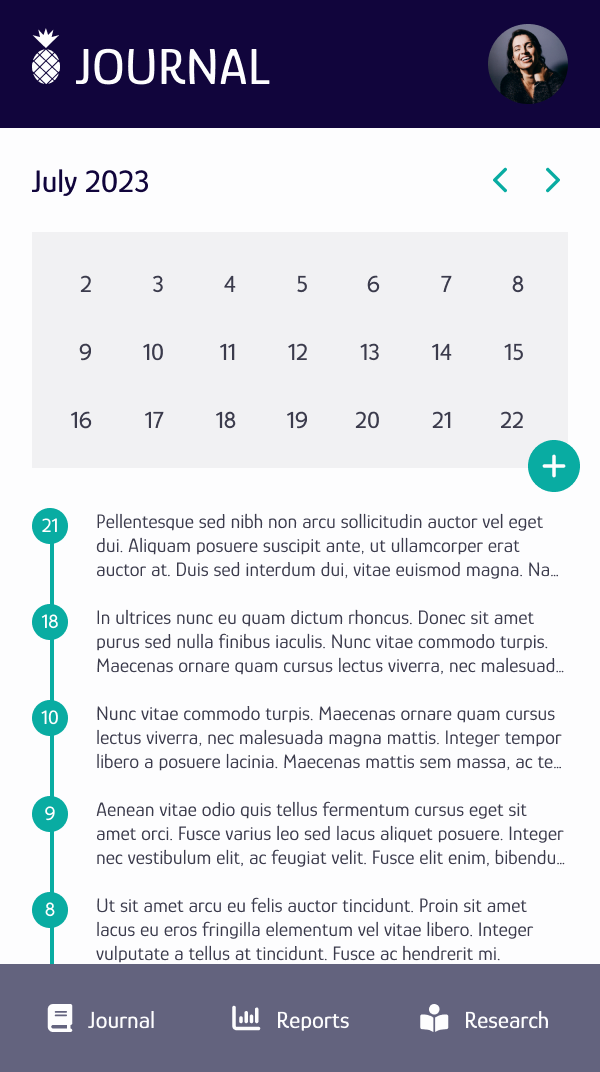 JOURNAL
July 2023
2 3 4 5 6 7 8
9 10 11 12 13 14 15
16 17 18 19 20 21 22
21
Pellentesque sed nibh non arcu sollicitudin auctor vel eget
dui. Aliquam posuere suscipit ante, ut ullamcorper erat
auctor at. Duis sed interdum dui, vitae euismod magna. Na...
18
In ultrices nunc eu quam dictum rhoncus. Donec sit amet
purus sed nulla finibus iaculis. Nunc vitae commodo turpis.
Maecenas ornare quam cursus lectus viverra, nec malesuad...
10
Nunc vitae commodo turpis. Maecenas ornare quam cursus
lectus viverra, nec malesuada magna mattis. Integer tempor
libero a posuere lacinia. Maecenas mattis sem massa, ac te...
9
Aenean vitae odio quis tellus fermentum cursus eget sit
amet orci. Fusce varius leo sed lacus aliquet posuere. Integer
nec vestibulum elit, ac feugiat velit. Fusce elit enim, bibendu...
8
Ut sit amet arcu eu felis auctor tincidunt. Proin sit amet
lacus eu eros fringilla elementum vel vitae libero. Integer
vulputate a tellus at tincidunt. Fusce ac hendrerit mi.
Journal Reports Research